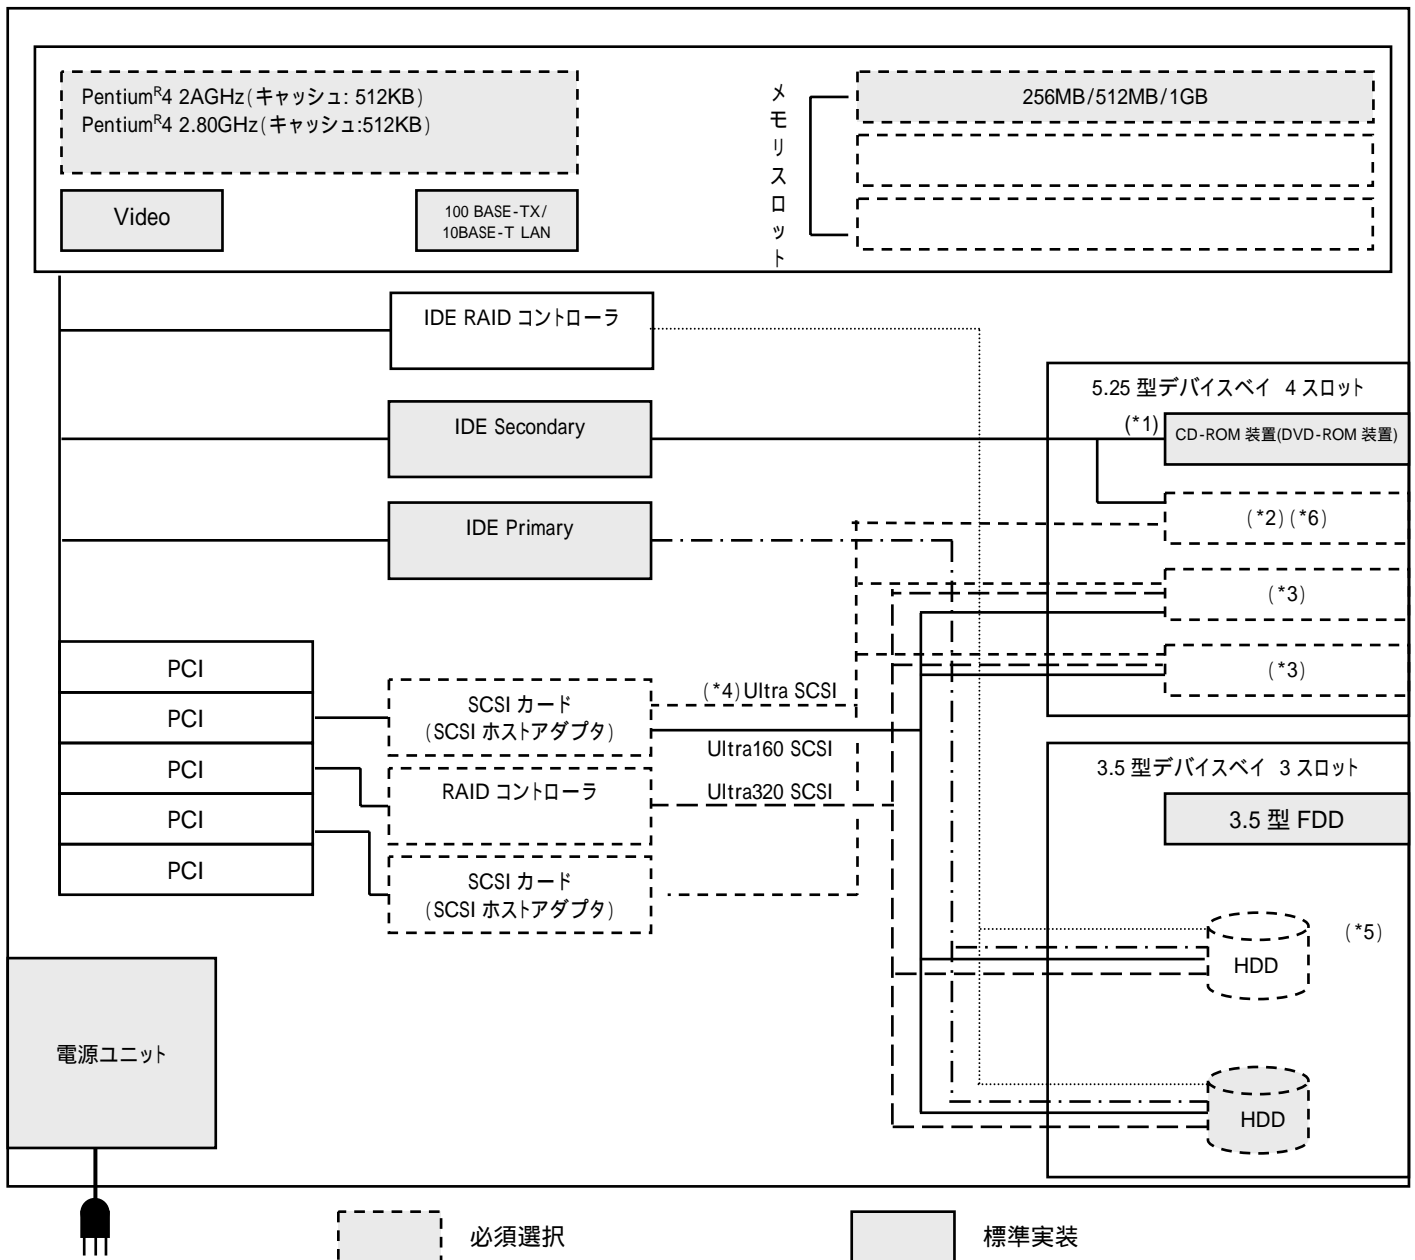 Pentiumᴿ4 2AGHz(キャッシュ: 512KB)
Pentiumᴿ4 2.80GHz(キャッシュ:512KB)
Video
100 BASE-TX/
10BASE-T LAN
メモリスロット
256MB/512MB/1GB
IDE RAID コントローラ
IDE Secondary
IDE Primary
5.25 型デバイスベイ 4 スロット
(*1)
CD-ROM 装置(DVD-ROM 装置)
(*2)(*6)
(*3)
(*3)
PCI
PCI
PCI
PCI
PCI
SCSI カード
(SCSI ホストアダプタ)
RAID コントローラ
SCSI カード
(SCSI ホストアダプタ)
(*4)Ultra SCSI
Ultra160 SCSI
Ultra320 SCSI
3.5 型デバイスベイ 3 スロット
3.5 型 FDD
HDD
(*5)
HDD
電源ユニット
必須選択
標準実装